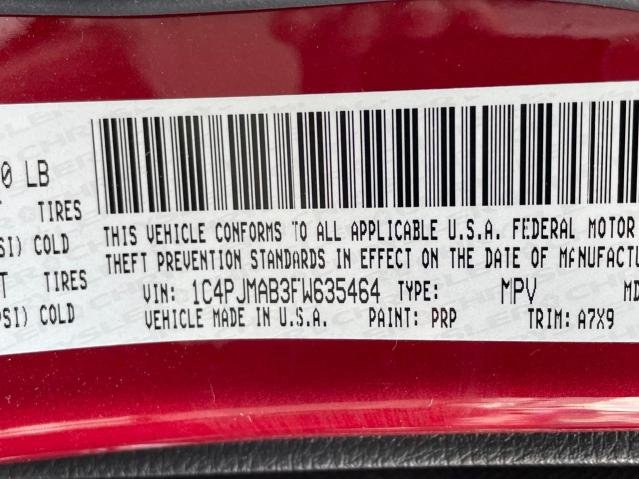 0 LB
TIRES
SI) COLD
TIRES
PSI) COLD
THIS VEHICLE CONFORMS TO ALL APPLICABLE U.S.A. FEDERAL MOTOR
THEFT PREVENTION STANDARDS IN EFFECT ON THE DATE OF MANUFACTU
VIN: 1C4PJMAB3FW635464 TYPE: MPV MD
VEHICLE MADE IN U.S.A. PAINT: PRP TRIM: A7X9